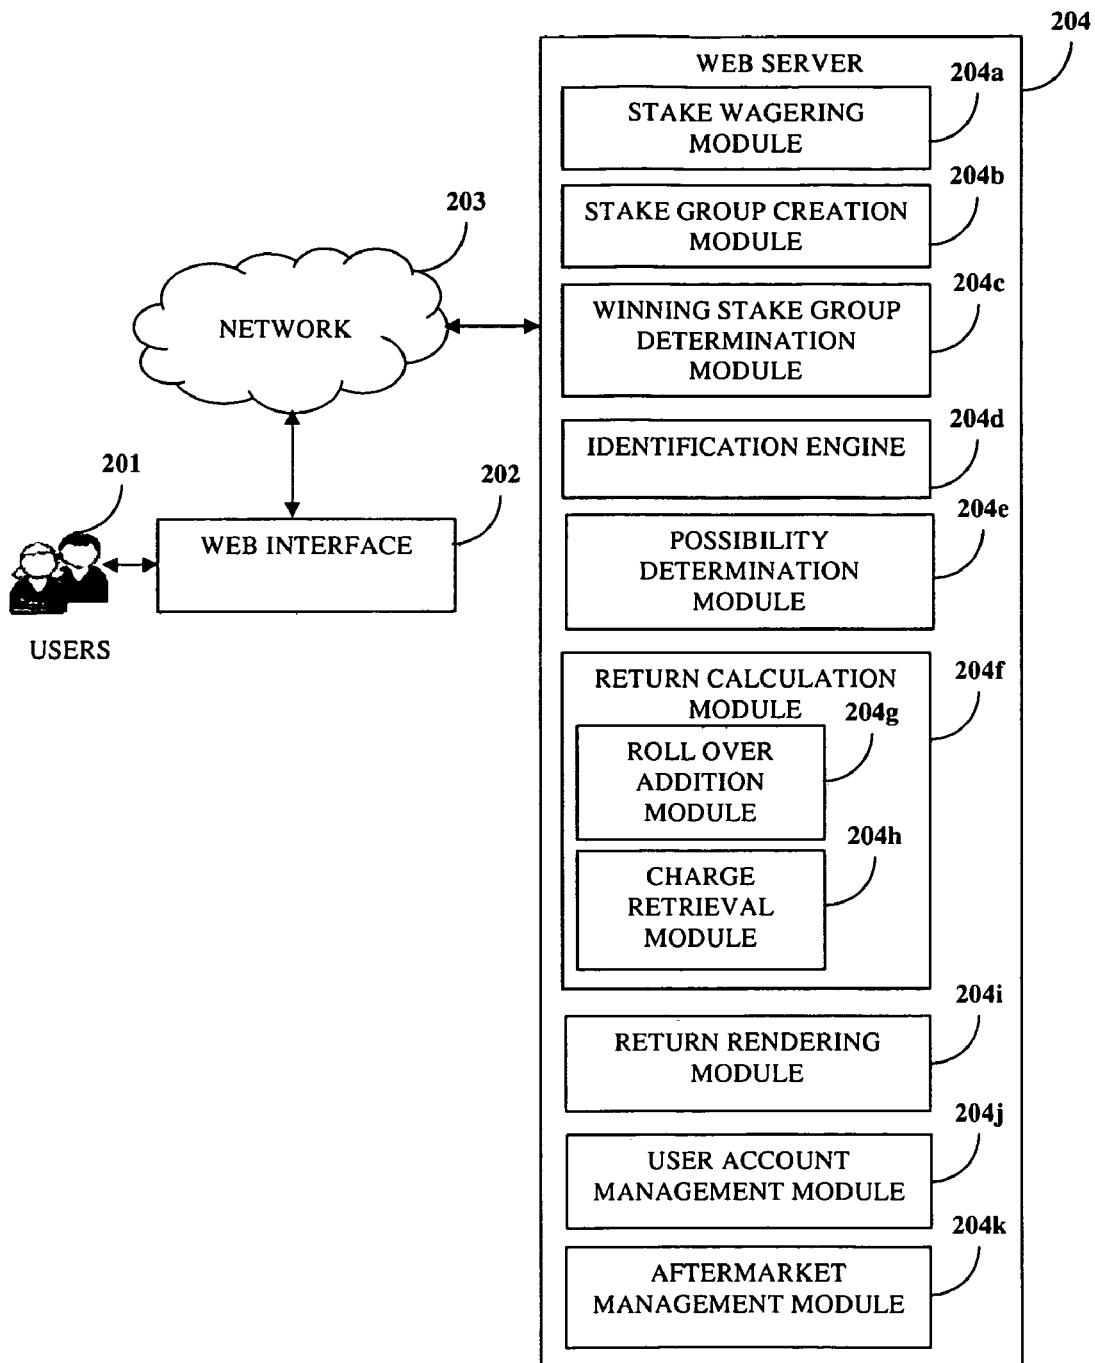 204
WEB SERVER
204a
STAKE WAGERING
MODULE
204b
STAKE GROUP CREATION
MODULE
203
204c
NETWORK
WINNING STAKE GROUP
DETERMINATION
MODULE
204d
IDENTIFICATION ENGINE
201
202
WEB INTERFACE
USERS
204e
POSSIBILITY
DETERMINATION
MODULE
204f
RETURN CALCULATION
MODULE
204g
ROLL OVER
ADDITION
MODULE
204h
CHARGE
RETRIEVAL
MODULE
204i
RETURN RENDERING
MODULE
204j
USER ACCOUNT
MANAGEMENT MODULE
204k
AFTERMARKET
MANAGEMENT MODULE